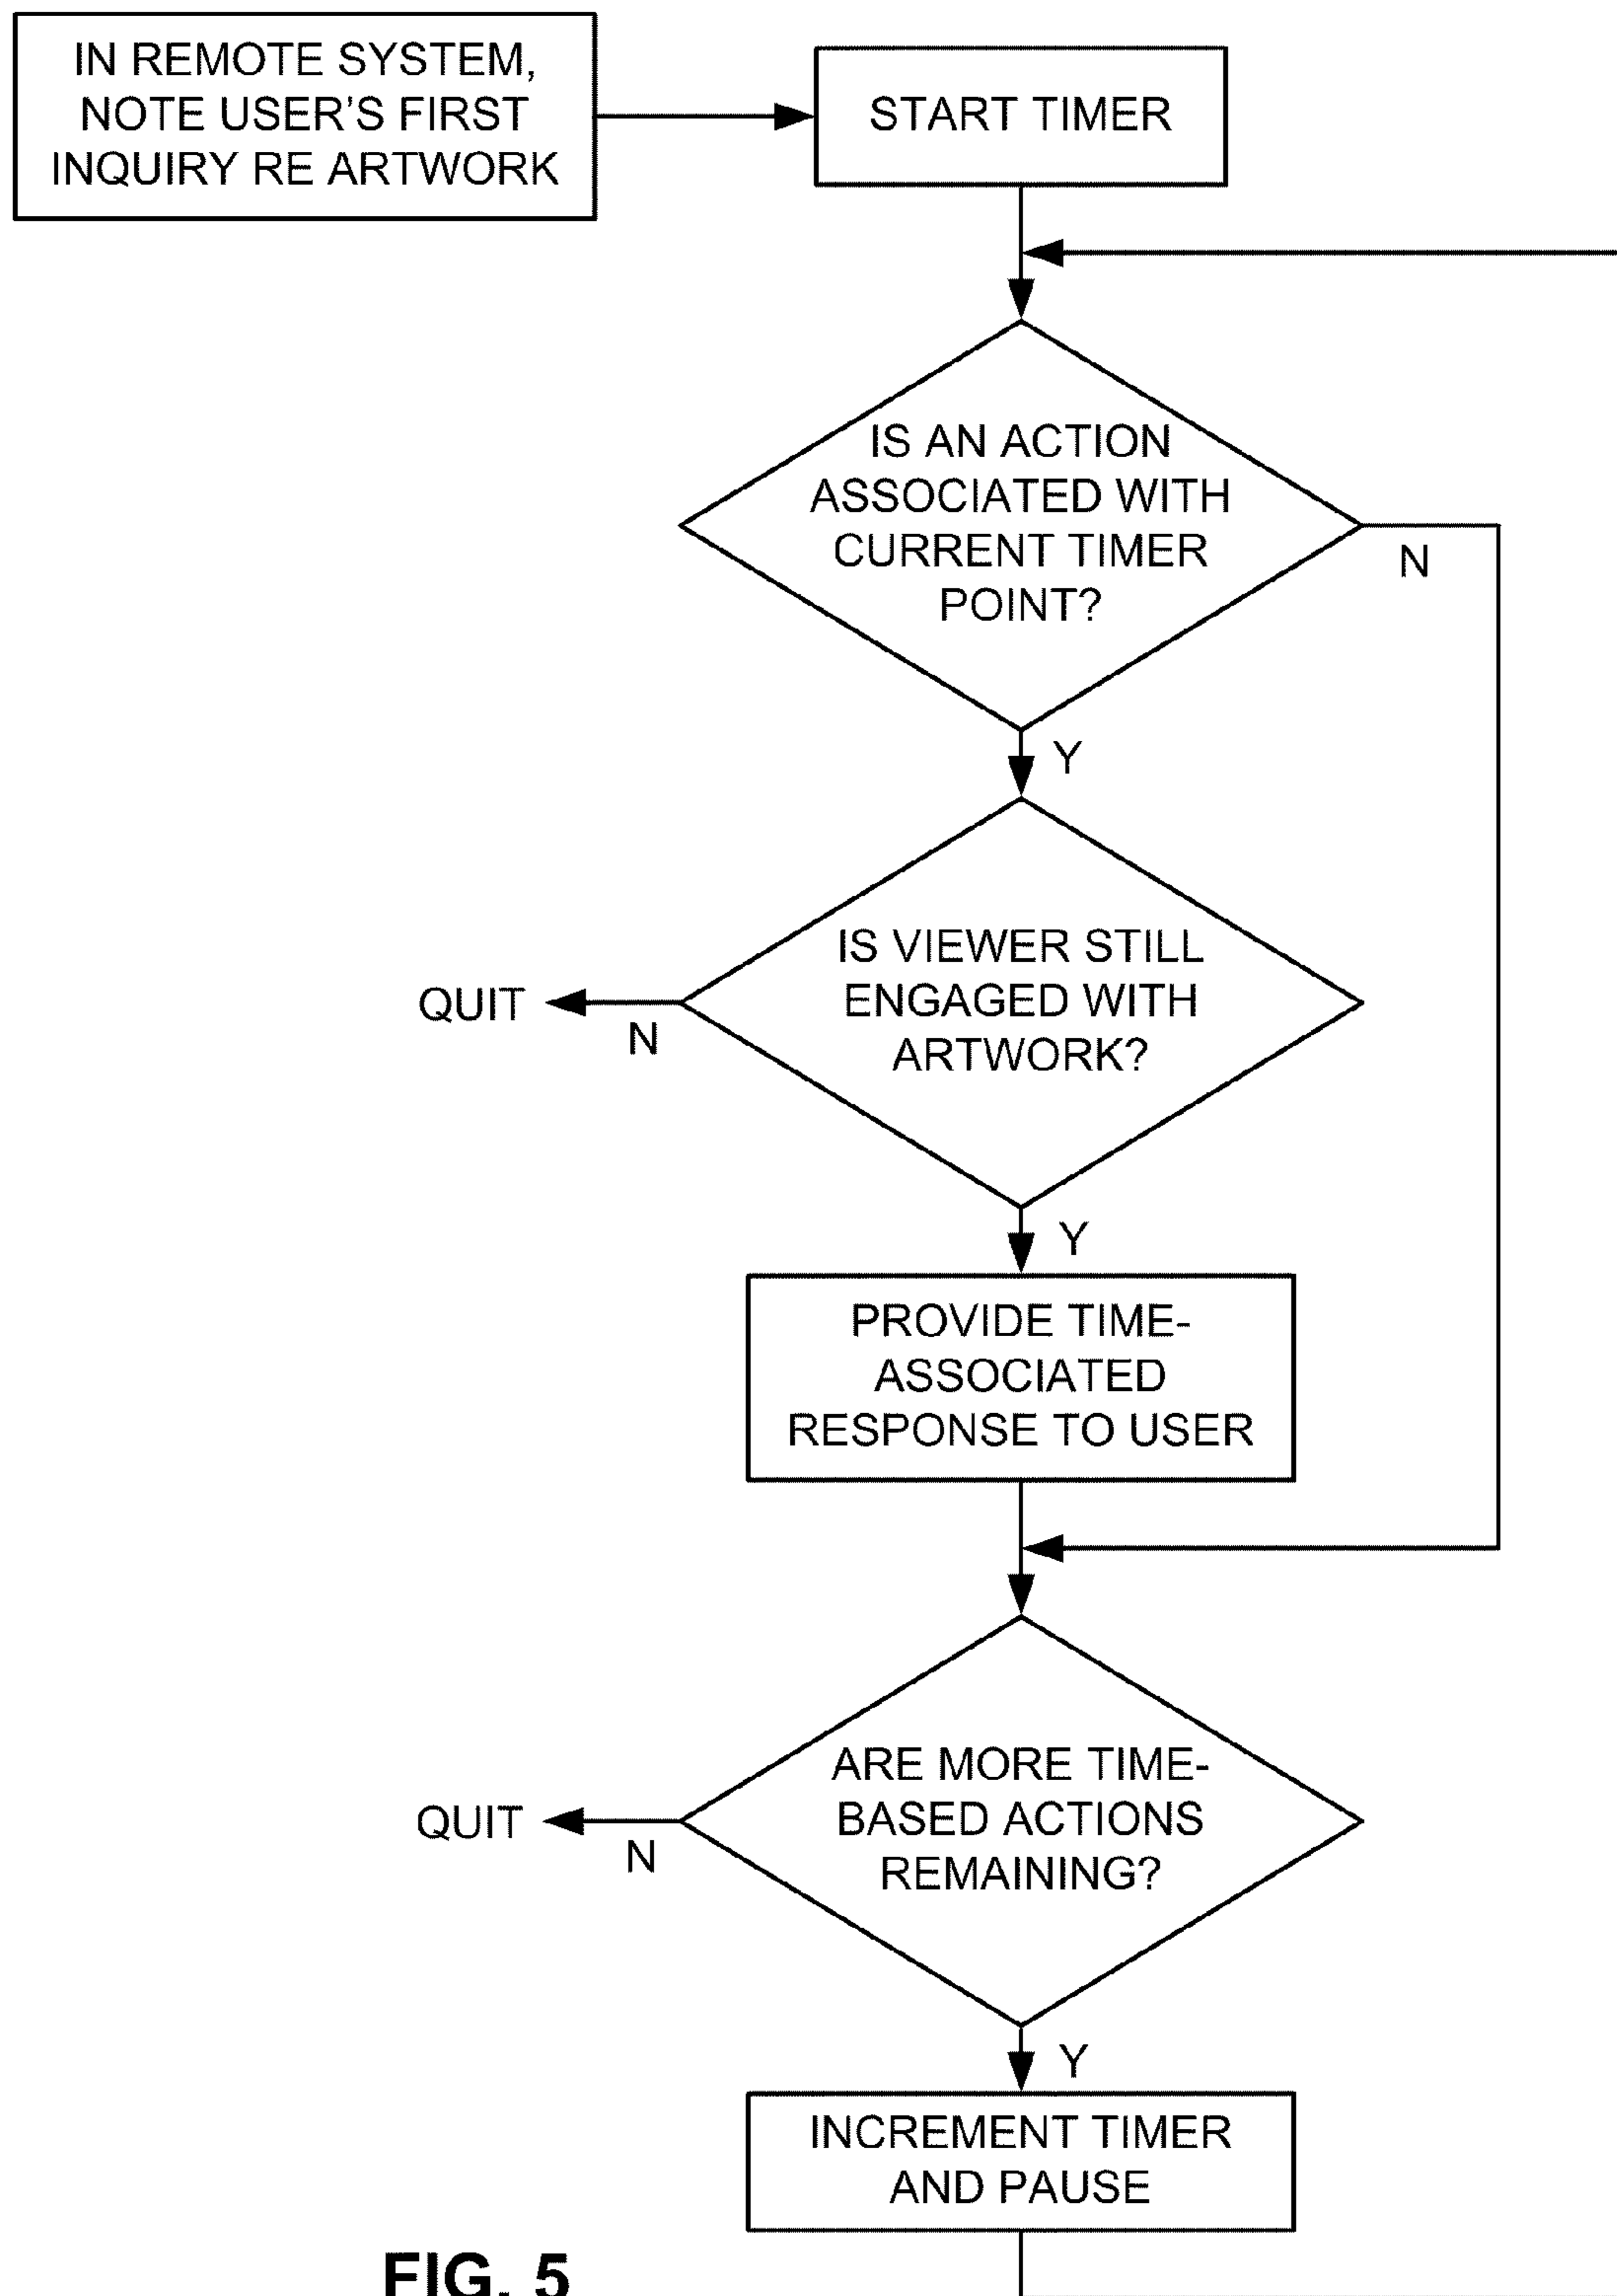 IN REMOTE SYSTEM,
NOTE USER'S FIRST
INQUIRY RE ARTWORK
START TIMER
IS AN ACTION
ASSOCIATED WITH
CURRENT TIMER
POINT?
N
Y
IS VIEWER STILL
ENGAGED WITH
ARTWORK?
QUIT
N
Y
PROVIDE TIME-
ASSOCIATED
RESPONSE TO USER
ARE MORE TIME-
BASED ACTIONS
REMAINING?
QUIT
N
Y
INCREMENT TIMER
AND PAUSE
FIG. 5